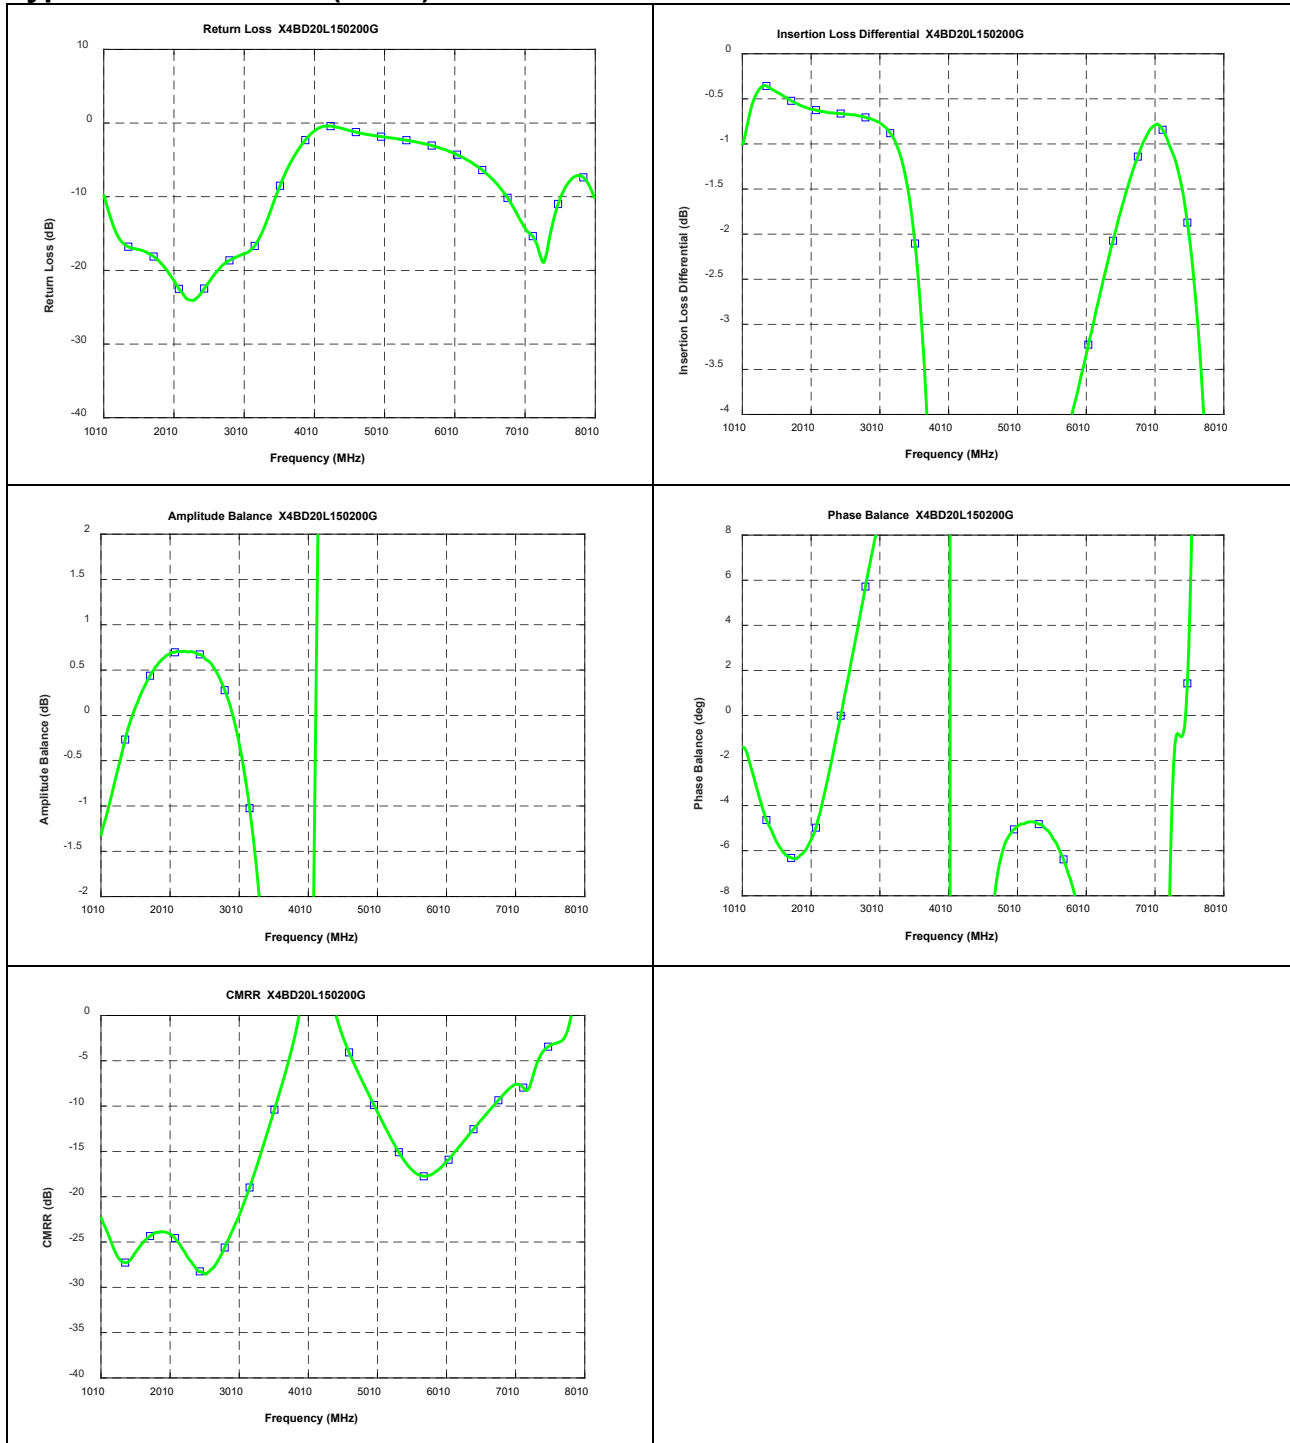 Return Loss X4BD20L150200G
10
0
-10
-20
-30
-40
Return Loss (dB)
1010 2010 3010 4010 5010 6010 7010 8010
Frequency (MHz)
Insertion Loss Differential X4BD20L150200G
0
-0.5
-1
-1.5
-2
-2.5
-3
-3.5
-4
Insertion Loss Differential (dB)
1010 2010 3010 4010 5010 6010 7010 8010
Frequency (MHz)
Amplitude Balance X4BD20L150200G
2
1.5
1
0.5
0
-0.5
-1
-1.5
-2
Amplitude Balance (dB)
1010 2010 3010 4010 5010 6010 7010 8010
Frequency (MHz)
Phase Balance X4BD20L150200G
8
6
4
2
0
-2
-4
-6
-8
Phase Balance (deg)
1010 2010 3010 4010 5010 6010 7010 8010
Frequency (MHz)
CMRR X4BD20L150200G
0
-5
-10
-15
-20
-25
-30
-35
-40
CMRR (dB)
1010 2010 3010 4010 5010 6010 7010 8010
Frequency (MHz)